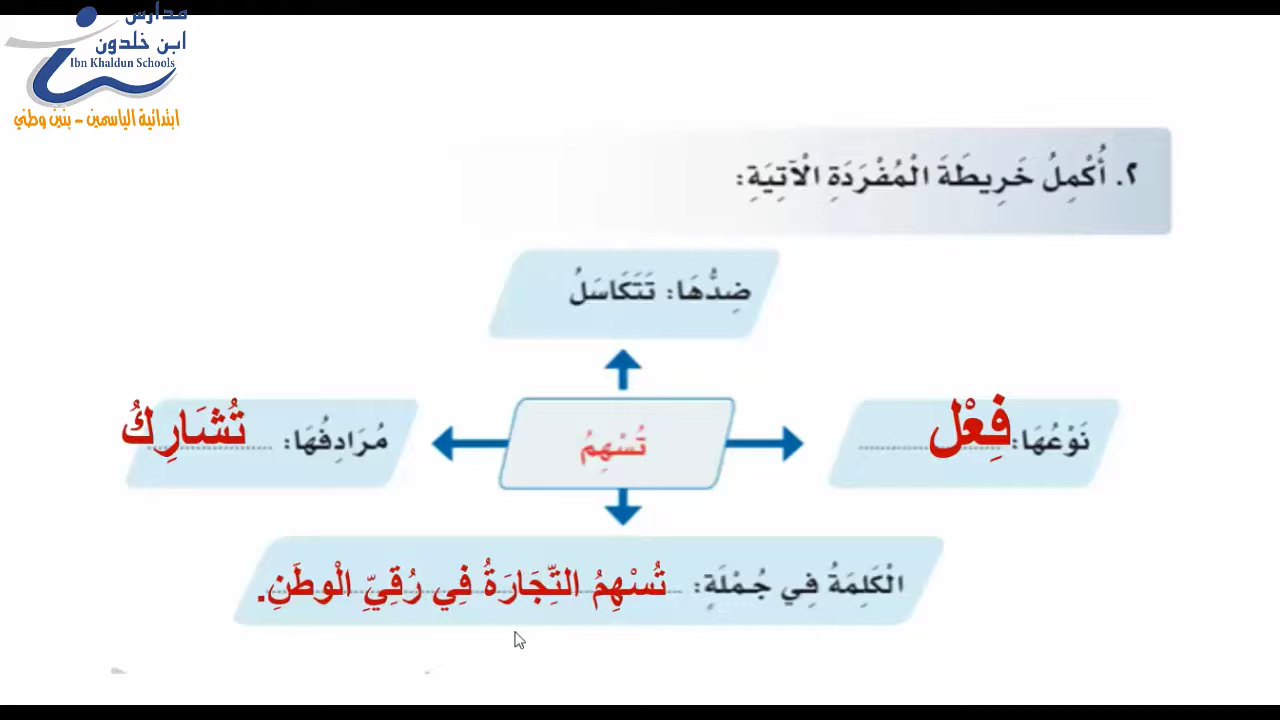 مدارس
ابن خلدون
Ibn Khaldun Schools
ابتدائية الياسمين - بنين وطني
٢. أُكْمِلُ خَرِيطَةَ الْمُفْرَدَةِ الْآتِيَةِ:
ضِدُّهَا: تَتَكَاسَلُ
نَوْعُهَا: فِعْل
تُسْهِمُ
مُرَادِفُهَا: تُشَارِكُ
الْكَلِمَةُ فِي جُمْلَةٍ: تُسْهِمُ التِّجَارَةُ فِي رُقِيِّ الْوطَنِ.